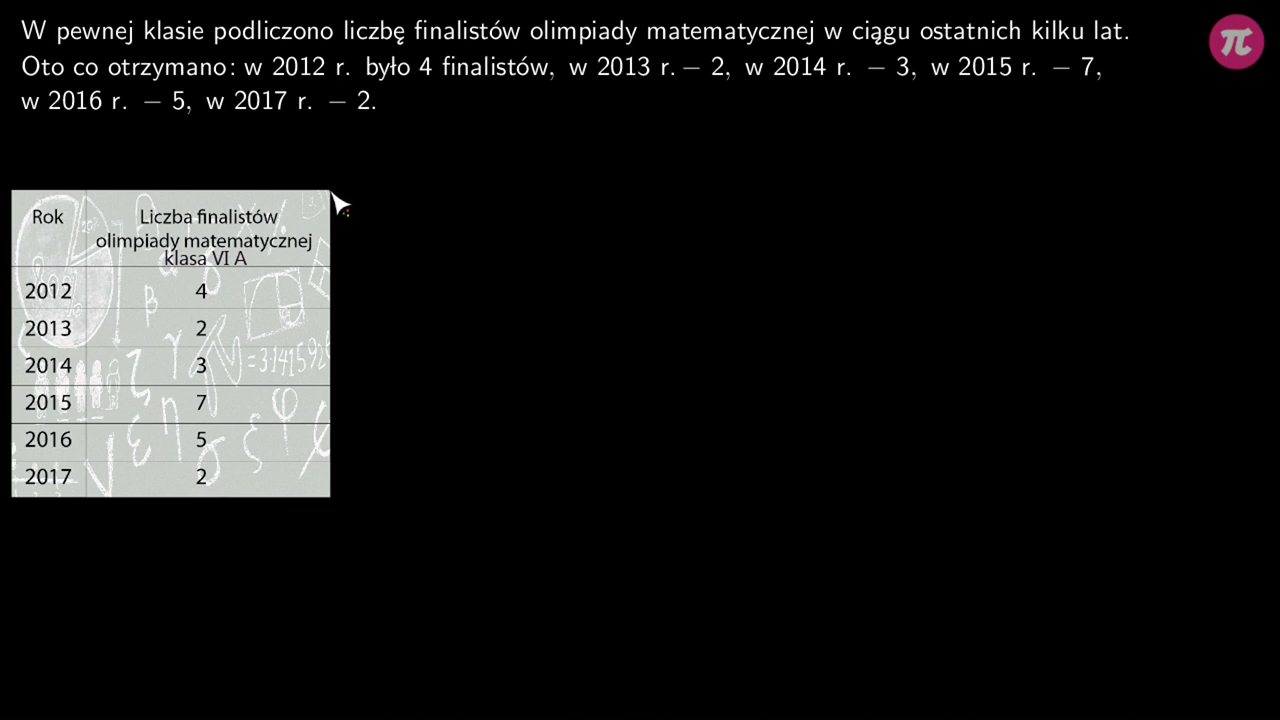 W pewnej klasie podliczono liczbę finalistów olimpiady matematycznej w ciągu ostatnich kilku lat.
Oto co otrzymano: w 2012 r. było 4 finalistów, w 2013 r. – 2, w 2014 r. – 3, w 2015 r. – 7,
w 2016 r. – 5, w 2017 r. – 2.
π
Rok Liczba finalistów
olimpiady matematycznej
klasa VI A
2012 4
2013 2
2014 3
2015 7
2016 5
2017 2